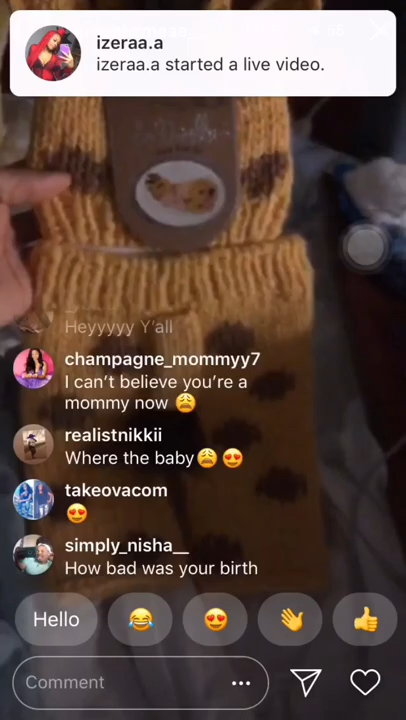 izeraa.a
izeraa.a started a live video.
Heyyyyy Y'all
champagne_mommyy7
I can't believe you're a
mommy now 😩
realistnikkii
Where the baby😩😍
takeovacom
😍
simply_nisha__
How bad was your birth
Hello 😂 😍 👋 👍
Comment